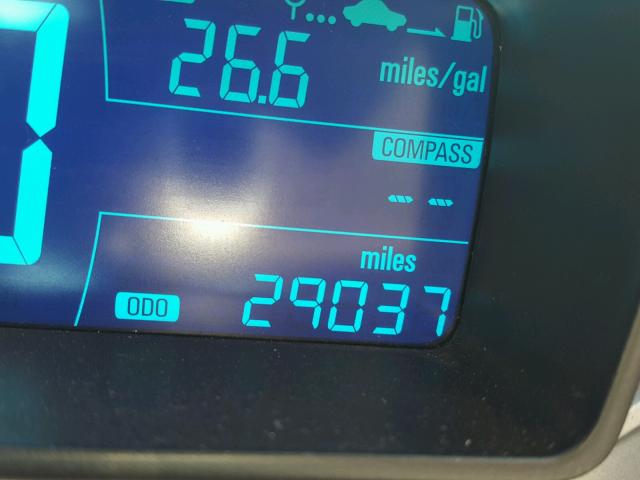 26.6 miles/gal
COMPASS
--
miles
ODO 29037